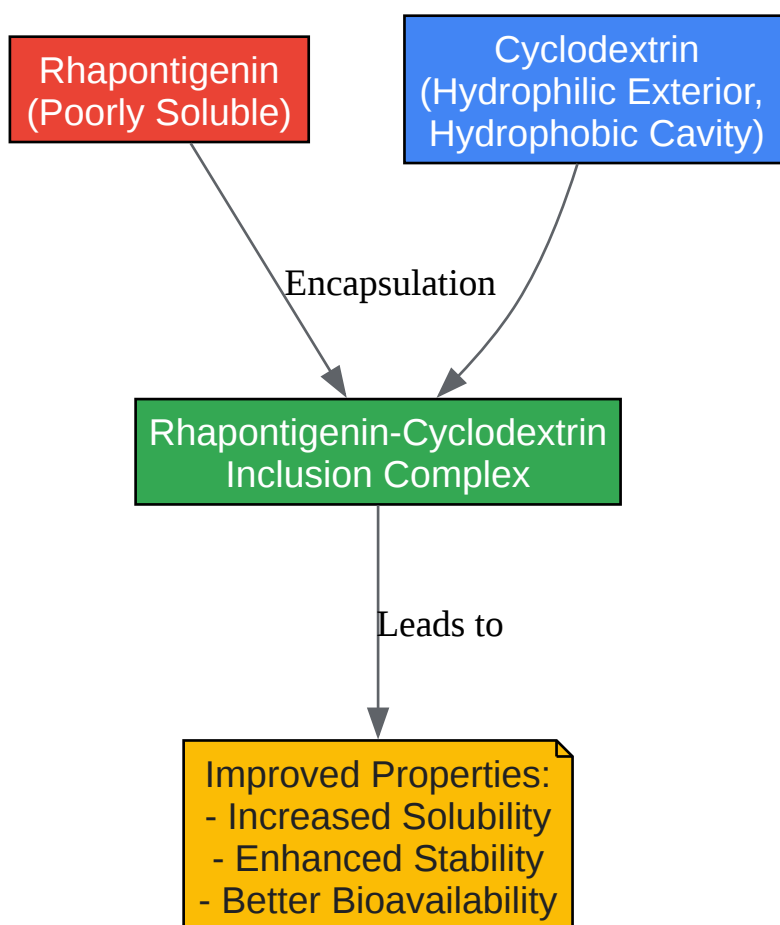 Rhapontigenin
(Poorly Soluble)
Cyclodextrin
(Hydrophilic Exterior,
Hydrophobic Cavity)
Encapsulation
Rhapontigenin-Cyclodextrin
Inclusion Complex
Leads to
Improved Properties:
- Increased Solubility
- Enhanced Stability
- Better Bioavailability